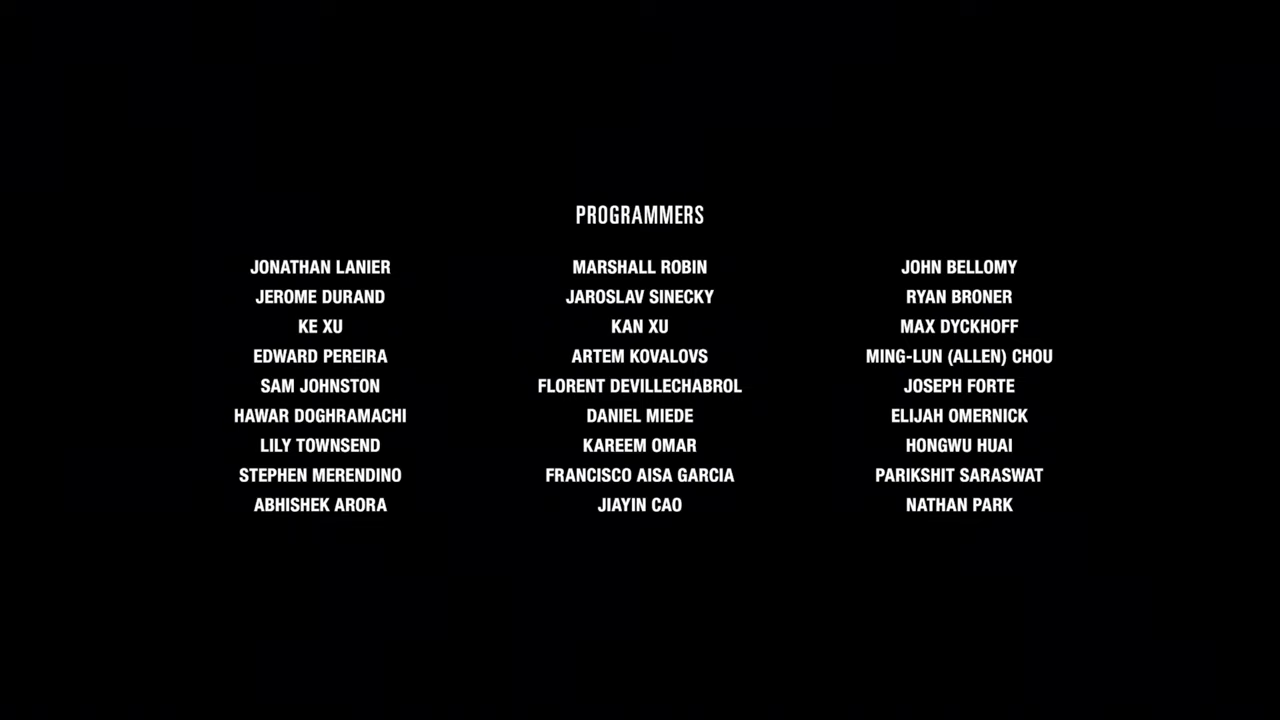 PROGRAMMERS
JONATHAN LANIER MARSHALL ROBIN JOHN BELLOMY
JEROME DURAND JAROSLAV SINECKY RYAN BRONER
KE XU KAN XU MAX DYCKHOFF
EDWARD PEREIRA ARTEM KOVALOVS MING-LUN (ALLEN) CHOU
SAM JOHNSTON FLORENT DEVILLECHABROL JOSEPH FORTE
HAWAR DOGHRAMACHI DANIEL MIEDE ELIJAH OMERNICK
LILY TOWNSEND KAREEM OMAR HONGWU HUAI
STEPHEN MERENDINO FRANCISCO AISA GARCIA PARIKSHIT SARASWAT
ABHISHEK ARORA JIAYIN CAO NATHAN PARK